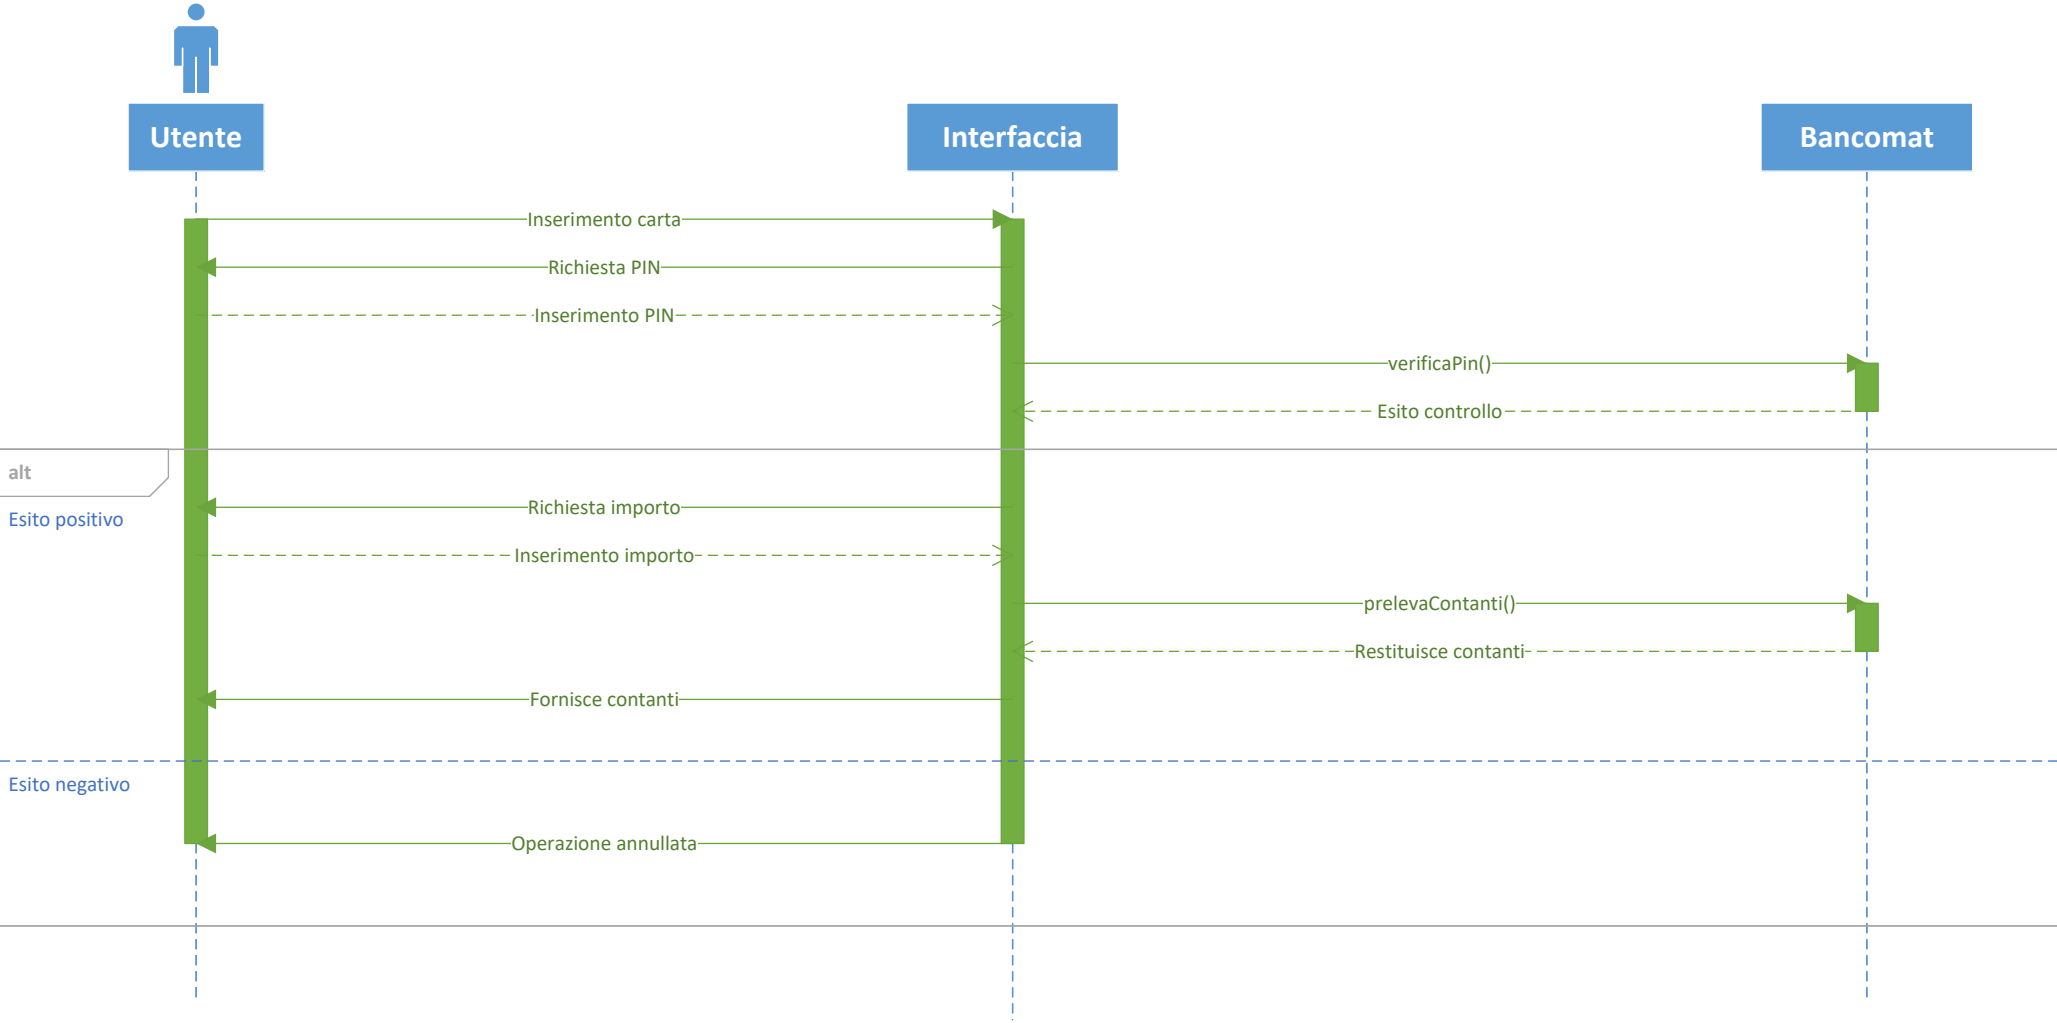 Utente
Interfaccia
Bancomat
Inserimento carta
Richiesta PIN
Inserimento PIN
verificaPin()
Esito controllo
alt
Richiesta importo
Esito positivo
Inserimento importo
prelevaContanti()
Restituisce contanti
Fornisce contanti
Esito negativo
Operazione annullata